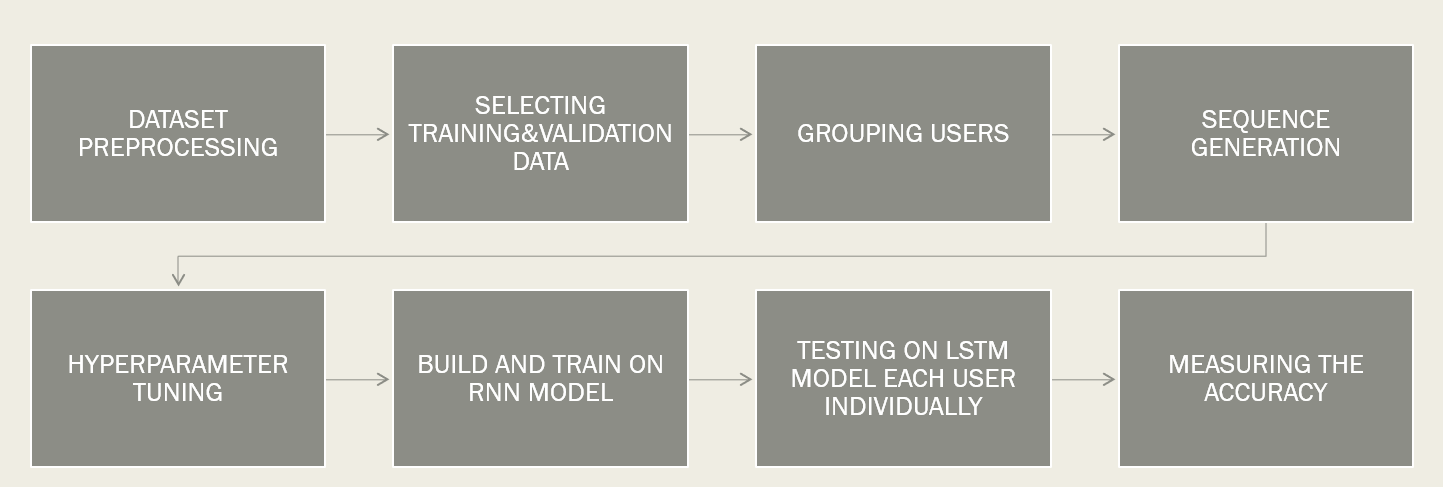 DATASET
PREPROCESSING
SELECTING
TRAINING&VALIDATION
DATA
GROUPING USERS
SEQUENCE
GENERATION
HYPERPARAMETER
TUNING
BUILD AND TRAIN ON
RNN MODEL
TESTING ON LSTM
MODEL EACH USER
INDIVIDUALLY
MEASURING THE
ACCURACY